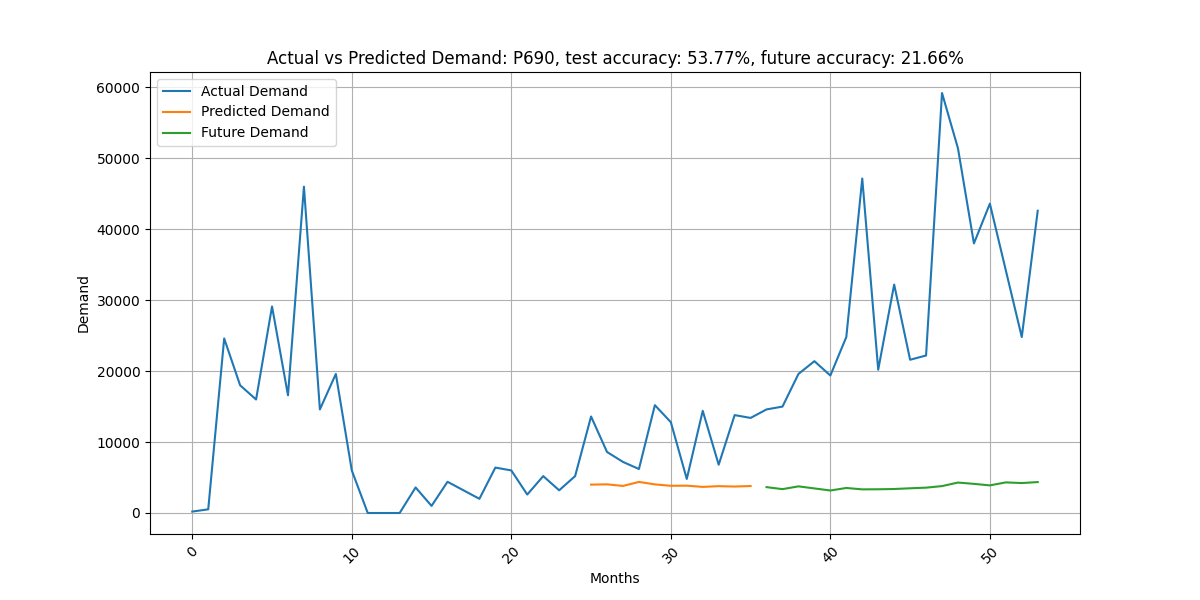 Actual vs Predicted Demand: P690, test accuracy: 53.77%, future accuracy: 21.66%
Actual Demand
Predicted Demand
Future Demand
60000
50000
40000
30000
20000
10000
0
Demand
0
10
20
30
40
50
Months